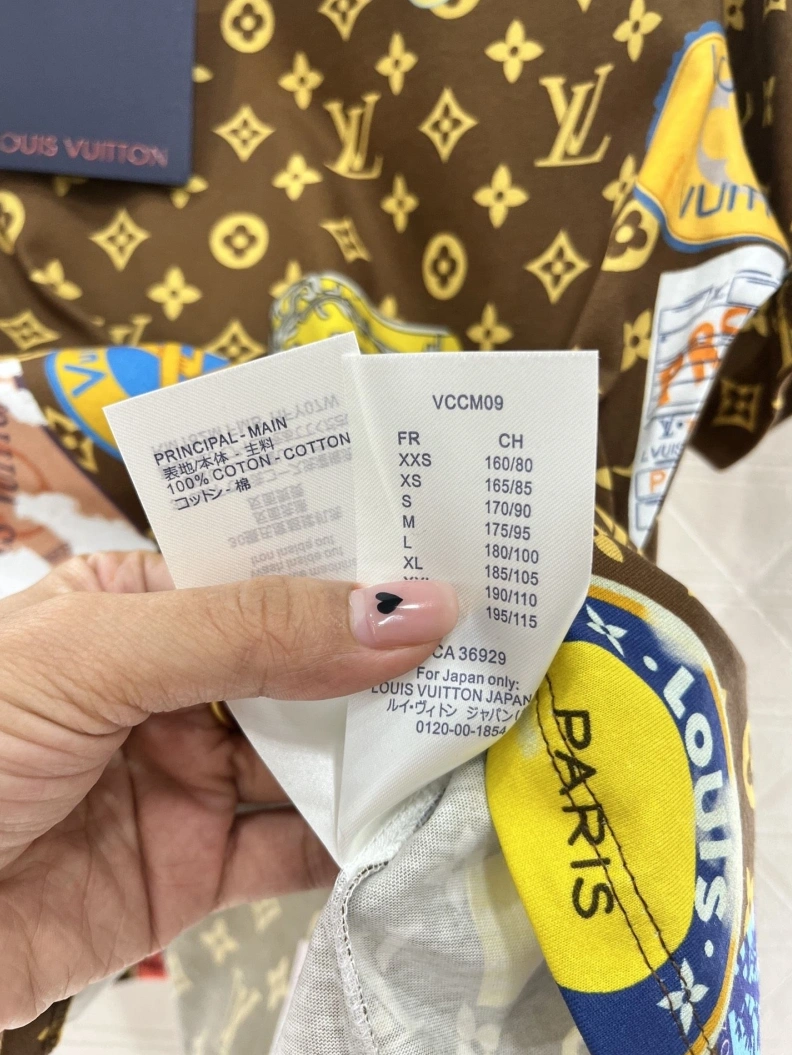 LOUIS VUITTON
LV
LV
VUITT
PRINCIPAL - MAIN
表地/本体 - 主料
100% COTON - COTTON
コットン - 棉
VCCM09
FR CH
XXS 160/80
XS 165/85
S 170/90
M 175/95
L 180/100
XL 185/105
190/110
195/115
CA 36929
For Japan only:
LOUIS VUITTON JAPAN
ルイ・ヴィトン ジャパン(
0120-00-1854
LOUIS
PARIS